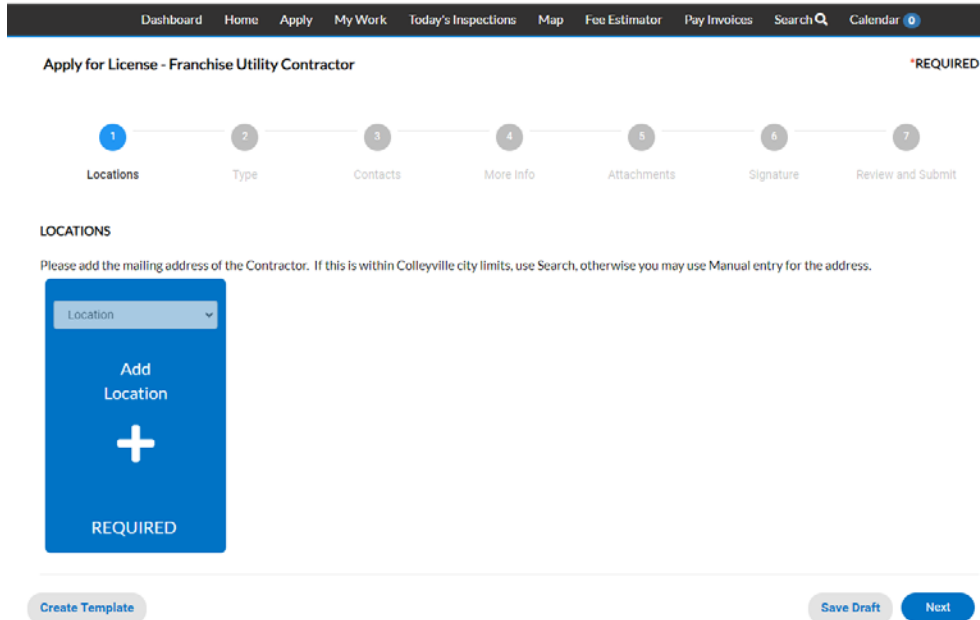 Dashboard Home Apply My Work Today's Inspections Map Fee Estimator Pay Invoices Search Calendar 0
Apply for License - Franchise Utility Contractor *REQUIRED
1 2 3 4 5 6 7
Locations Type Contacts More Info Attachments Signature Review and Submit
LOCATIONS
Please add the mailing address of the Contractor. If this is within Colleyville city limits, use Search, otherwise you may use Manual entry for the address.
Location
Add
Location
REQUIRED
Create Template Save Draft Next